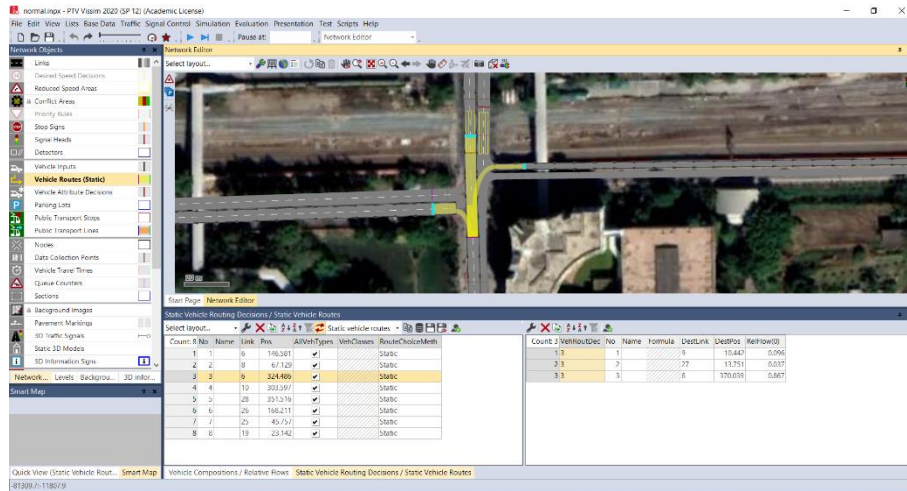 normal.inpx - PTV Vissim 2020 (SP 12) (Academic License)
File Edit View Lists Base Data Traffic Signal Control Simulation Evaluation Presentation Test Scripts Help
Pause at: Network Editor
Network Objects
Network Editor
Select layout...
Links
Desired Speed Decisions
Reduced Speed Areas
Conflict Areas
Priority Rules
Stop Signs
Signal Heads
Detectors
Vehicle Inputs
Vehicle Routes (Static)
Vehicle Attribute Decisions
Parking Lots
Public Transport Stops
Public Transport Lines
Nodes
Data Collection Points
Vehicle Travel Times
Queue Counters
Sections
Background Images
Pavement Markings
3D Traffic Signals
Static 3D Models
3D Information Signs
Network... Levels Backgrou... 3D infor...
Smart Map
Quick View (Static Vehicle Rout... Smart Map
20 m
Start Page Network Editor
Static Vehicle Routing Decisions / Static Vehicle Routes
Select layout... Static vehicle routes
Count: 8 No Name Link Pos AllVehTypes VehClasses RouteChoiceMeth
1 1 6 146.581 Static
2 2 8 67.129 Static
3 3 6 324.486 Static
4 4 10 303.597 Static
5 5 28 351.516 Static
6 6 26 168.211 Static
7 7 25 45.757 Static
8 8 19 23.142 Static
Count: 3 VehRoutDec No Name Formula DestLink DestPos RelFlow(0)
1 3 1 9 10.442 0.096
2 3 2 27 13.751 0.037
3 3 3 6 370.039 0.867
Vehicle Compositions / Relative Flows Static Vehicle Routing Decisions / Static Vehicle Routes
-81309.7:-11807.9